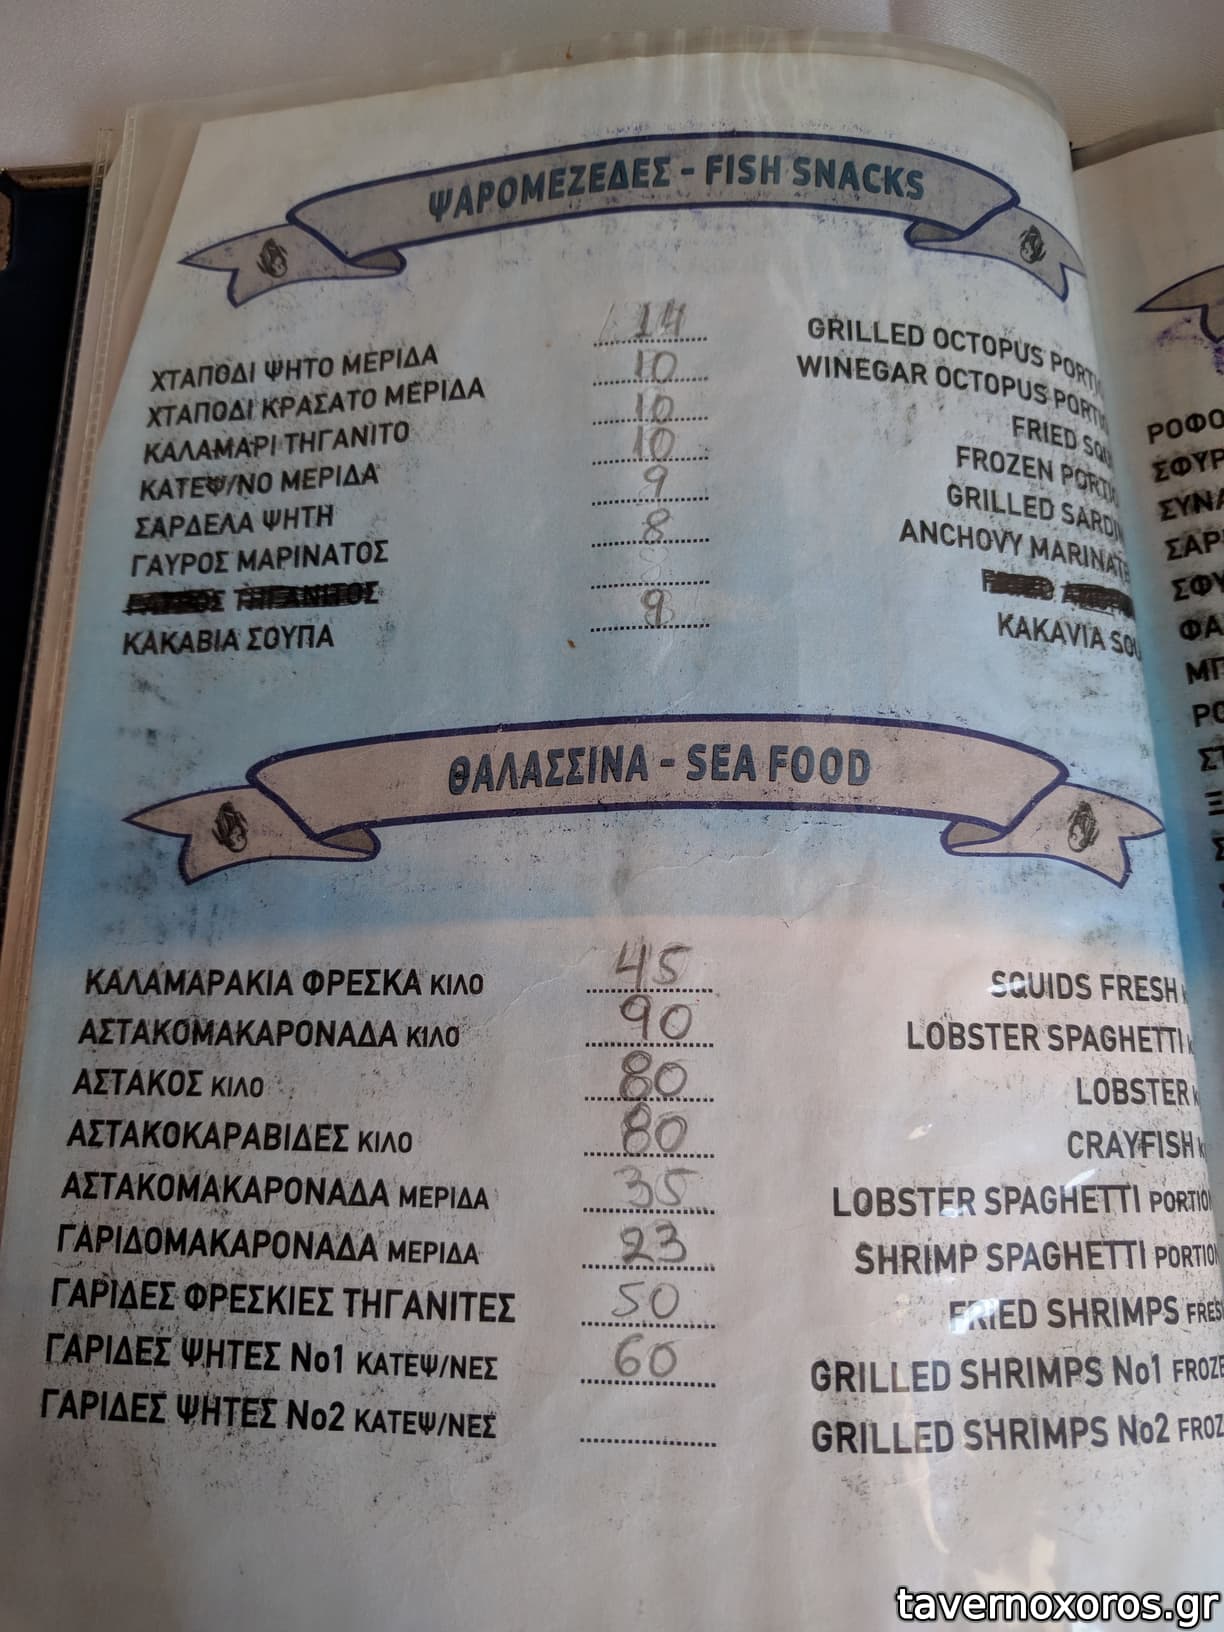 ΨΑΡΟΜΕΖΕΔΕΣ - FISH SNACKS
ΧΤΑΠΟΔΙ ΨΗΤΟ ΜΕΡΙΔΑ 14 GRILLED OCTOPUS
ΧΤΑΠΟΔΙ ΚΡΑΣΑΤΟ ΜΕΡΙΔΑ 10 WINEGAR OCTOPUS
ΚΑΛΑΜΑΡΙ ΤΗΓΑΝΙΤΟ 10 FRIED
ΚΑΤΕΨ/ΝΟ ΜΕΡΙΔΑ 10 FROZEN
ΣΑΡΔΕΛΑ ΨΗΤΗ 9 GRILLED
ΓΑΥΡΟΣ ΜΑΡΙΝΑΤΟΣ 8 ANCHOVY
ΚΑΚΑΒΙΑ ΣΟΥΠΑ 9 KAKAVIA
ΘΑΛΑΣΣΙΝΑ - SEA FOOD
ΚΑΛΑΜΑΡΑΚΙΑ ΦΡΕΣΚΑ ΚΙΛΟ 45 SQUIDS FRESH
ΑΣΤΑΚΟΜΑΚΑΡΟΝΑΔΑ ΚΙΛΟ 90 LOBSTER SPAGHETTI
ΑΣΤΑΚΟΣ ΚΙΛΟ 80 LOBSTER
ΑΣΤΑΚΟΚΑΡΑΒΙΔΕΣ ΚΙΛΟ 80 CRAYFISH
ΑΣΤΑΚΟΜΑΚΑΡΟΝΑΔΑ ΜΕΡΙΔΑ 35 LOBSTER SPAGHETTI
ΓΑΡΙΔΟΜΑΚΑΡΟΝΑΔΑ ΜΕΡΙΔΑ 23 SHRIMP SPAGHETTI
ΓΑΡΙΔΕΣ ΦΡΕΣΚΙΕΣ ΤΗΓΑΝΙΤΕΣ 50 FRIED SHRIMPS
ΓΑΡΙΔΕΣ ΨΗΤΕΣ Νο1 ΚΑΤΕΨ/ΝΕΣ 60 GRILLED SHRIMPS No1
ΓΑΡΙΔΕΣ ΨΗΤΕΣ Νο2 ΚΑΤΕΨ/ΝΕΣ GRILLED SHRIMPS No2
tavernoxoros.gr